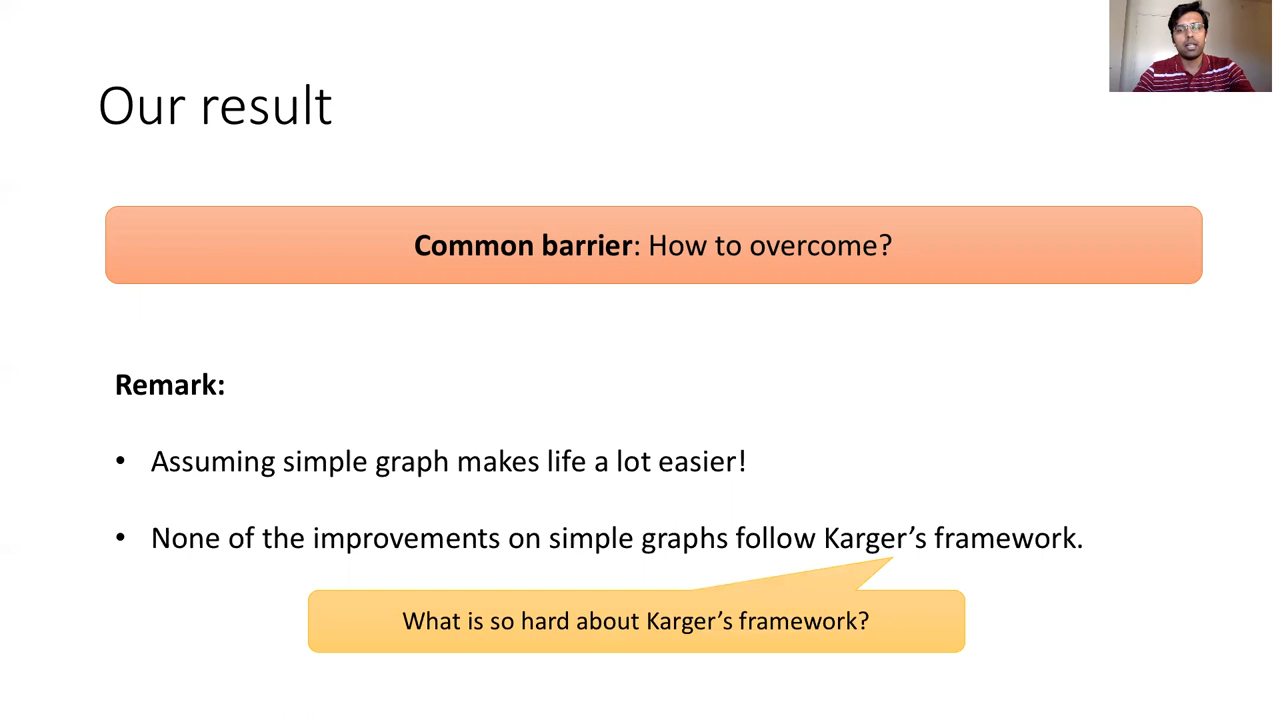 Our result
Common barrier: How to overcome?
Remark:
• Assuming simple graph makes life a lot easier!
• None of the improvements on simple graphs follow Karger’s framework.
What is so hard about Karger’s framework?